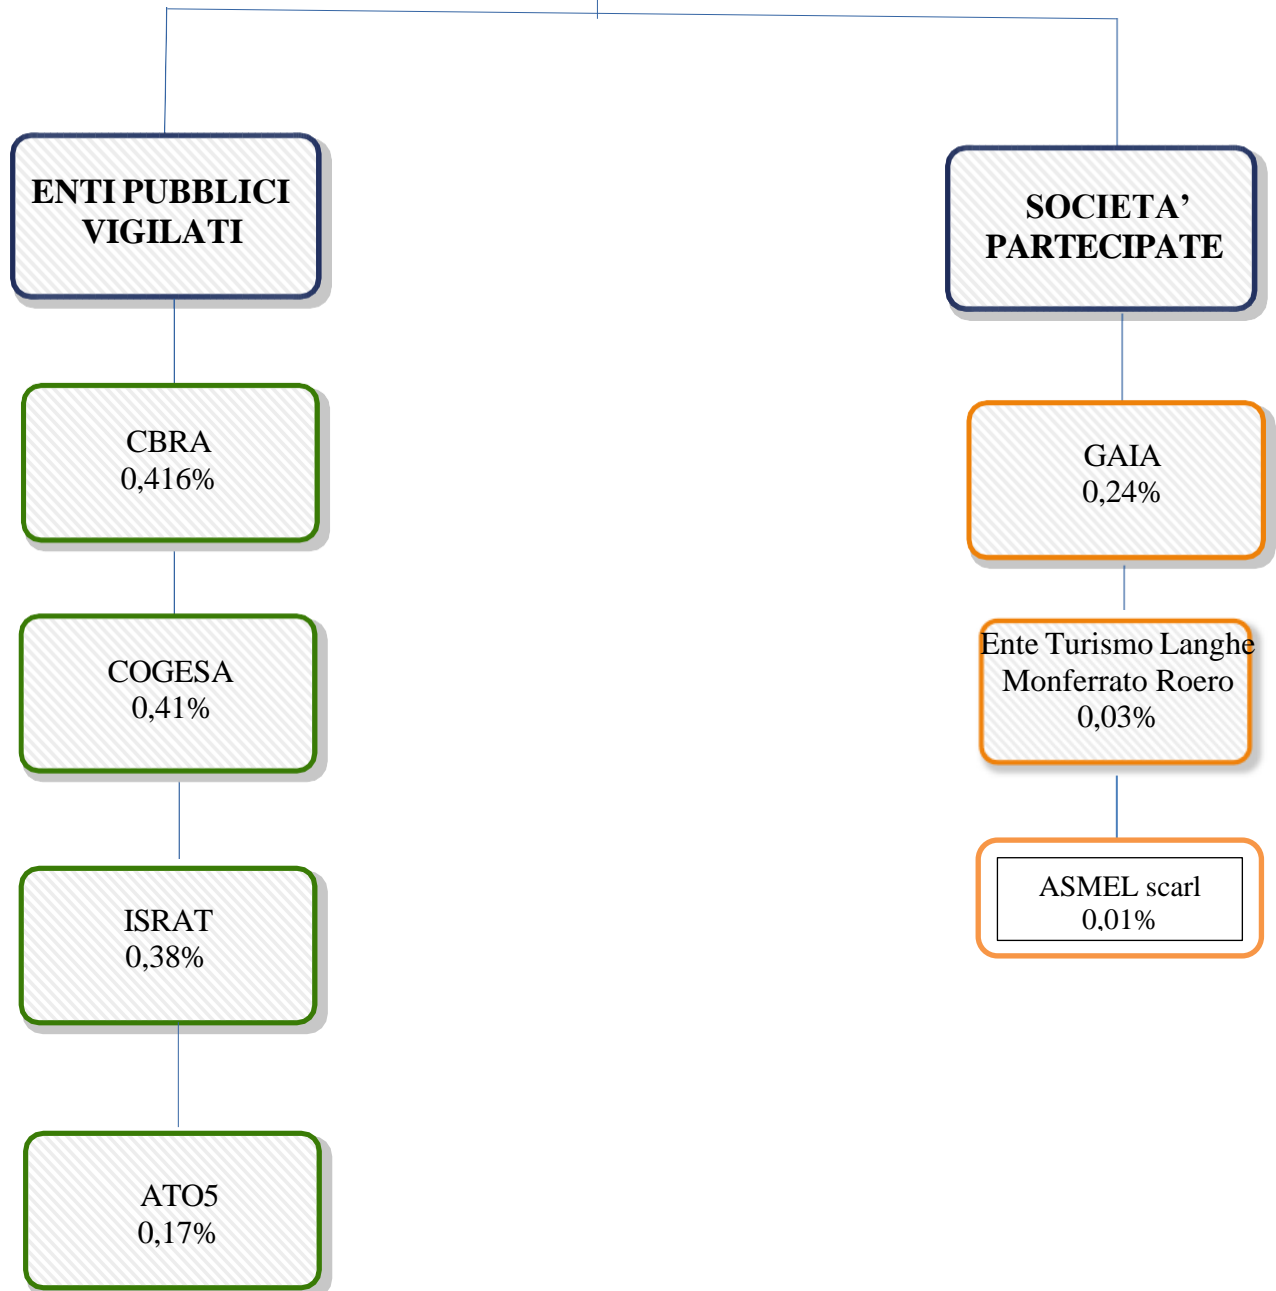 ENTI PUBBLICI
VIGILATI
CBRA
0,416%
COGESA
0,41%
ISRAT
0,38%
ATO5
0,17%
SOCIETA’
PARTECIPATE
GAIA
0,24%
Ente Turismo Langhe
Monferrato Roero
0,03%
ASMEL scarl
0,01%